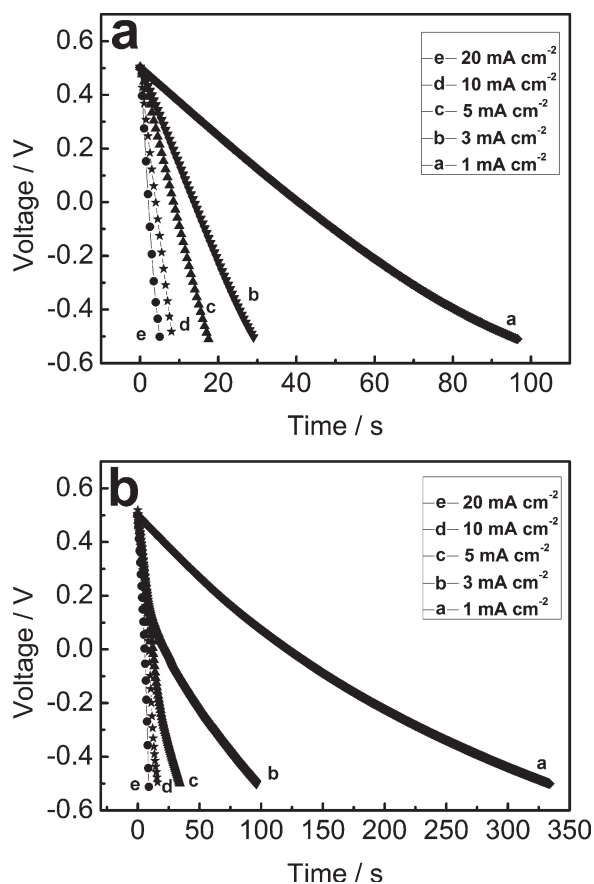 a
0.6
0.4
0.2
0.0
-0.2
-0.4
-0.6
Voltage / V
e 20 mA cm⁻²
d 10 mA cm⁻²
c 5 mA cm⁻²
b 3 mA cm⁻²
a 1 mA cm⁻²
e d c b a
0 20 40 60 80 100
Time / s
b
0.6
0.4
0.2
0.0
-0.2
-0.4
-0.6
Voltage / V
e 20 mA cm⁻²
d 10 mA cm⁻²
c 5 mA cm⁻²
b 3 mA cm⁻²
a 1 mA cm⁻²
e d c b a
0 50 100 150 200 250 300 350
Time / s